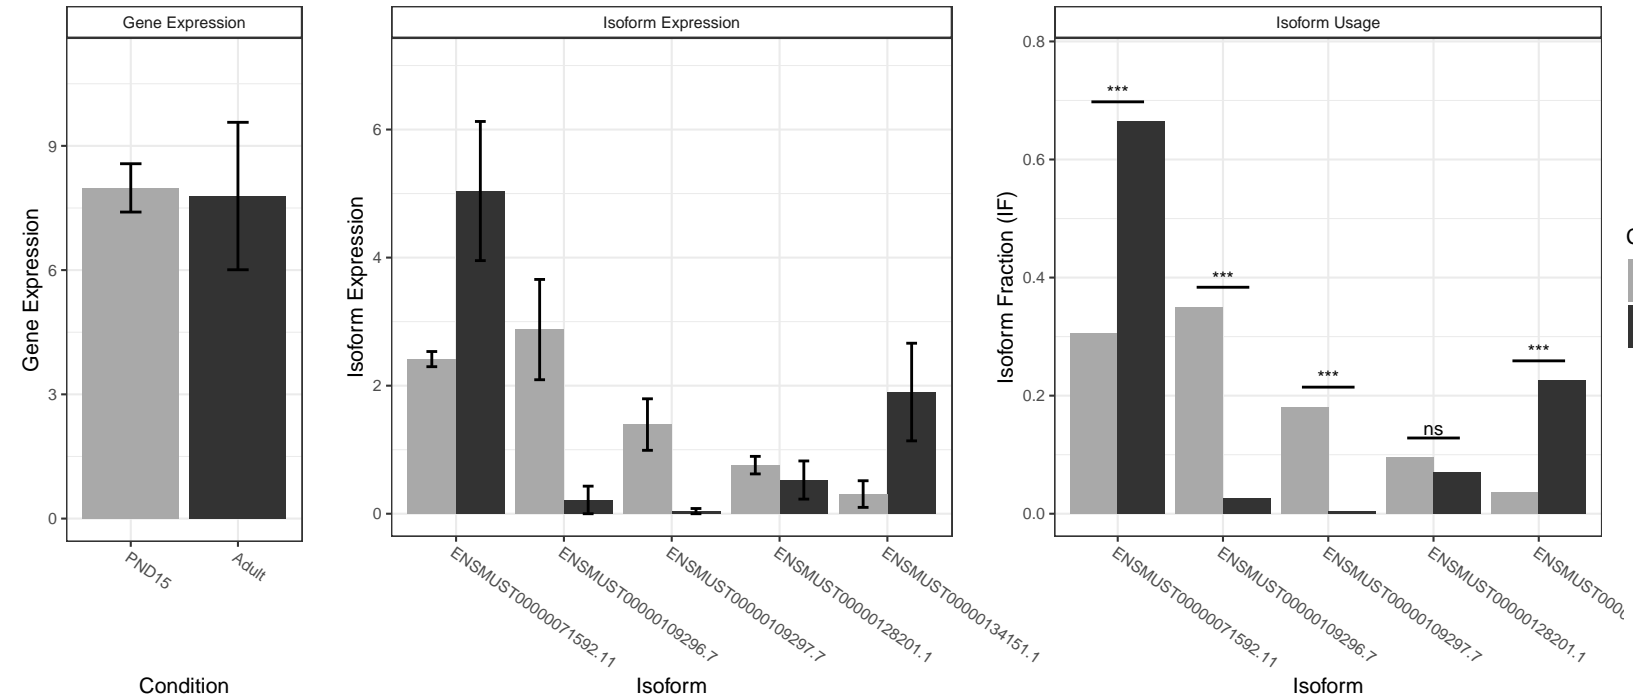 Gene Expression
Isoform Expression
Isoform Usage
Gene Expression
9
6
3
0
PND15
Adult
Condition
Isoform Expression
6
4
2
0
ENSMUST00000071592.11
ENSMUST00000109296.7
ENSMUST00000109297.7
ENSMUST00000128201.1
ENSMUST00000134151.1
Isoform
Isoform Fraction (IF)
0.8
0.6
0.4
0.2
0.0
***
***
***
ns
***
ENSMUST00000071592.11
ENSMUST00000109296.7
ENSMUST00000109297.7
ENSMUST00000128201.1
Isoform